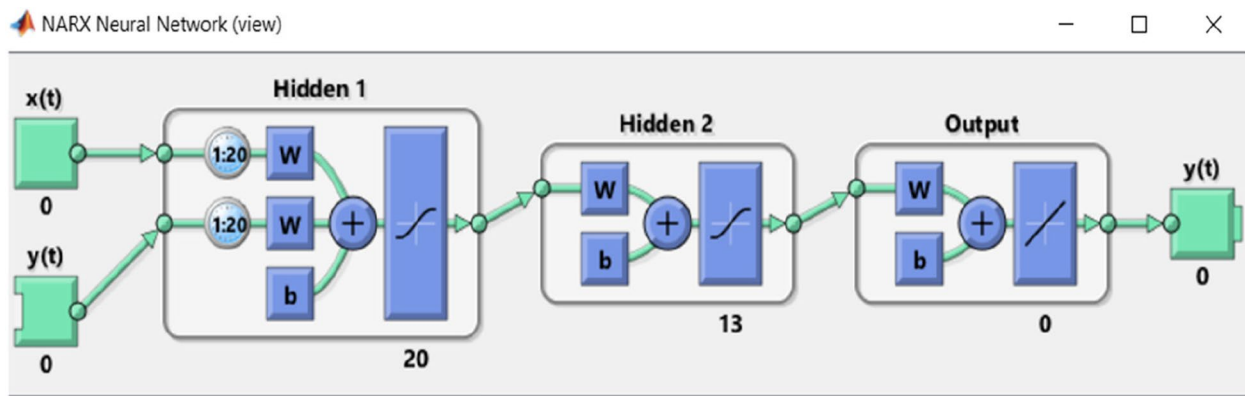 NARX Neural Network (view)
x(t)
0
y(t)
0
Hidden 1
1:20 W
1:20 W
b
+
20
Hidden 2
W
b
+
13
Output
W
b
+
0
y(t)
0